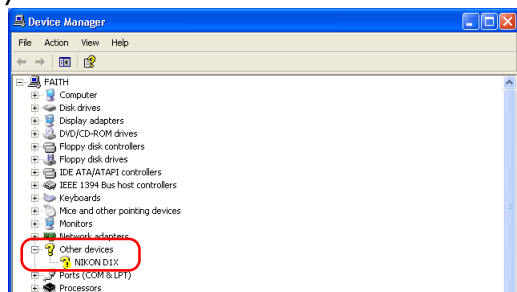 Device Manager
File Action View Help
FAITH
Computer
Disk drives
Display adapters
DVD/CD-ROM drives
Floppy disk controllers
Floppy disk drives
IDE ATA/ATAPI controllers
IEEE 1394 Bus host controllers
Keyboards
Mice and other pointing devices
Monitors
Network adapters
Other devices
NIKON D1X
Ports (COM & LPT)
Processors